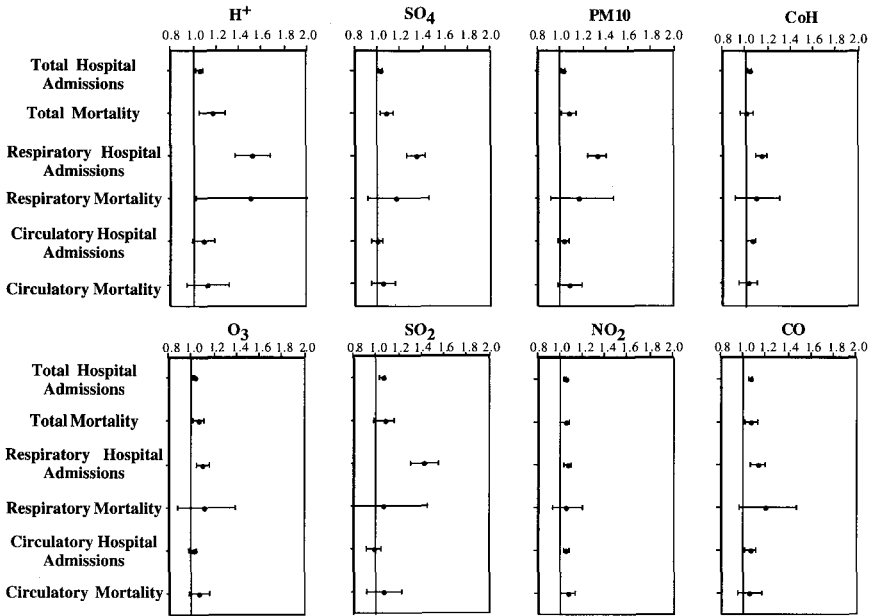 H+ SO4 PM10 CoH
0.8 1.0 1.2 1.4 1.6 1.8 2.0 0.8 1.0 1.2 1.4 1.6 1.8 2.0 0.8 1.0 1.2 1.4 1.6 1.8 2.0 0.8 1.0 1.2 1.4 1.6 1.8 2.0
Total Hospital
Admissions
Total Mortality
Respiratory Hospital
Admissions
Respiratory Mortality
Circulatory Hospital
Admissions
Circulatory Mortality
O3 SO2 NO2 CO
0.8 1.0 1.2 1.4 1.6 1.8 2.0 0.8 1.0 1.2 1.4 1.6 1.8 2.0 0.8 1.0 1.2 1.4 1.6 1.8 2.0 0.8 1.0 1.2 1.4 1.6 1.8 2.0
Total Hospital
Admissions
Total Mortality
Respiratory Hospital
Admissions
Respiratory Mortality
Circulatory Hospital
Admissions
Circulatory Mortality